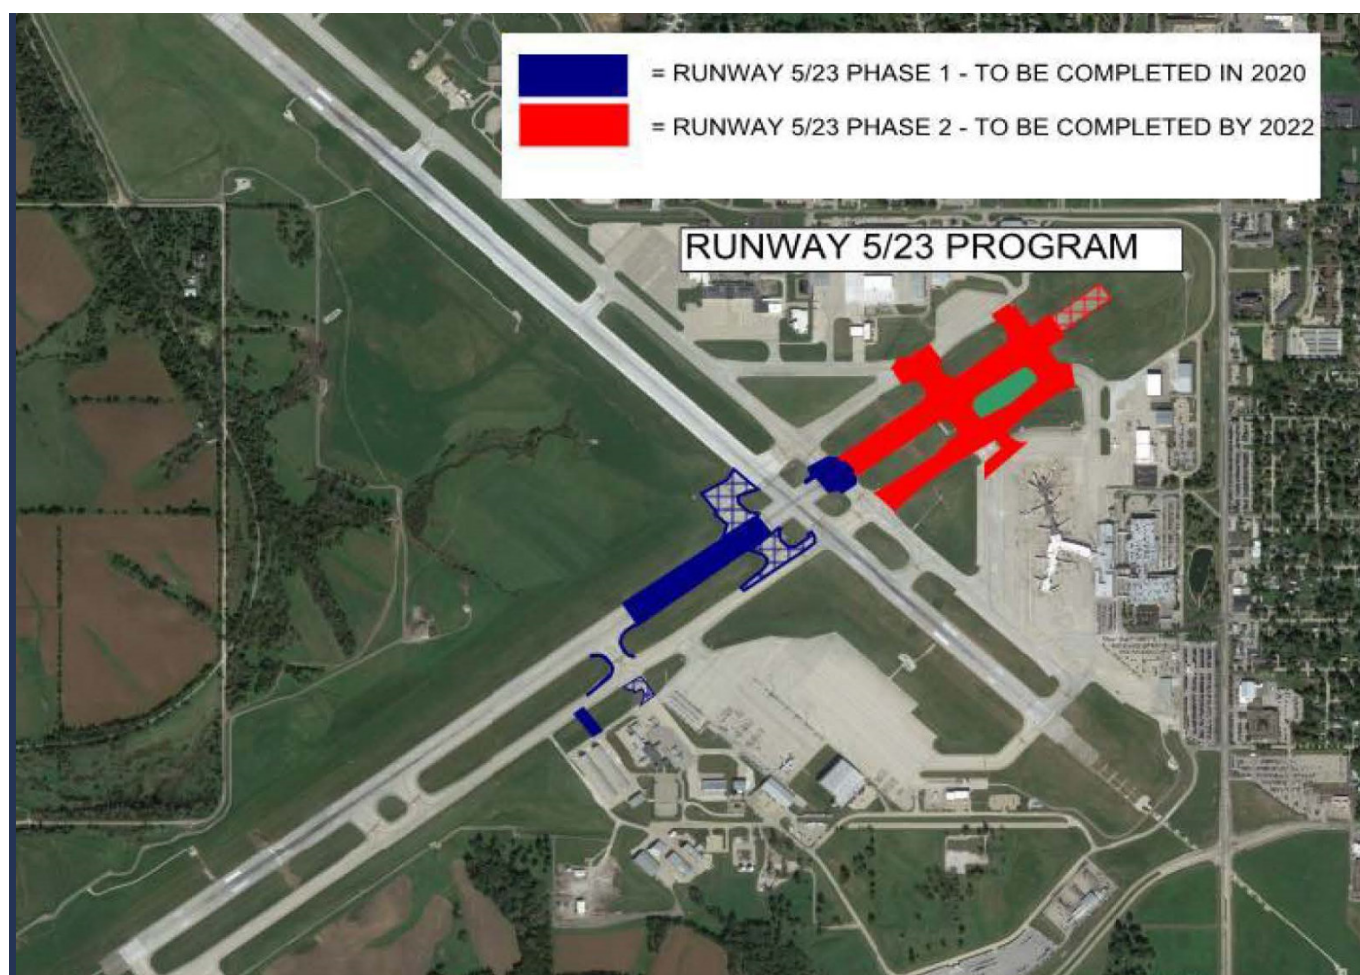 = RUNWAY 5/23 PHASE 1 - TO BE COMPLETED IN 2020
= RUNWAY 5/23 PHASE 2 - TO BE COMPLETED BY 2022
RUNWAY 5/23 PROGRAM